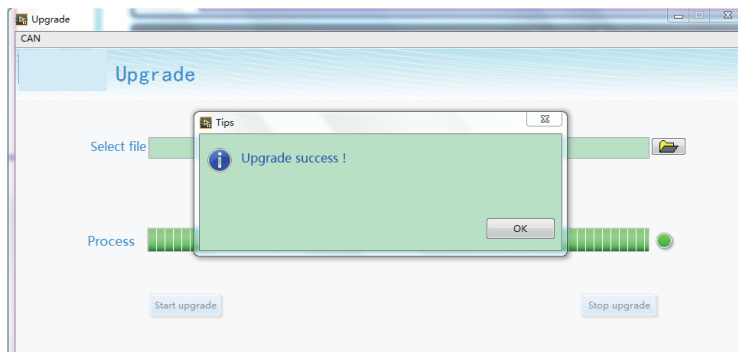 Upgrade
CAN
Upgrade
Tips
Select file
Upgrade success !
OK
Process
Start upgrade
Stop upgrade